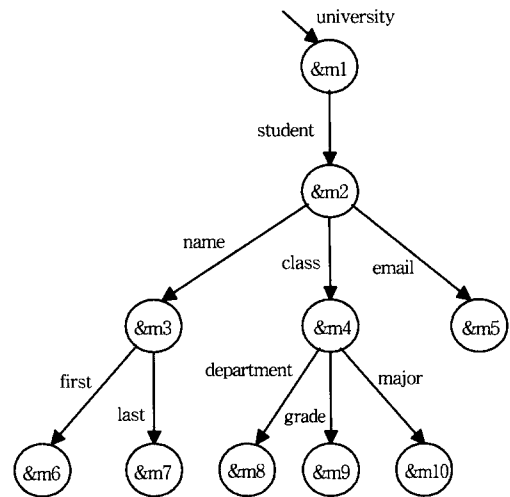 university
&m1
student
&m2
name
class
email
&m3
&m4
&m5
first
last
department
grade
major
&m6
&m7
&m8
&m9
&m10